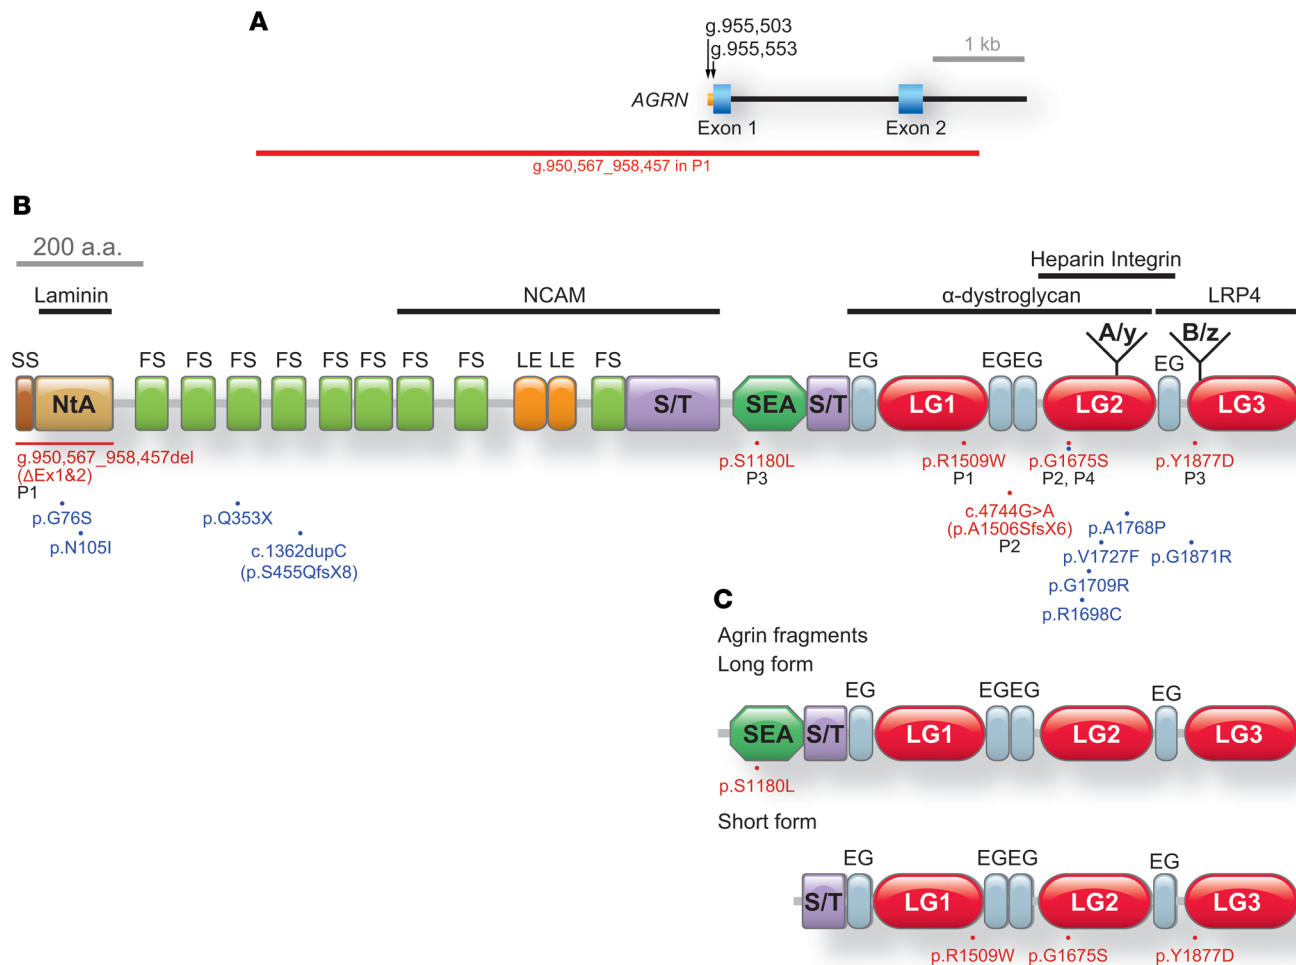 A
g.955,503
g.955,553
1 kb
AGRN
Exon 1
Exon 2
g.950,567_958,457 in P1
B
200 a.a.
Heparin Integrin
Laminin
NCAM
α-dystroglycan
LRP4
A/y
B/z
SS
FS
FS
FS
FS
FS
FS
FS
FS
LE
LE
FS
EG
EGEG
EG
NtA
S/T
SEA
S/T
LG1
LG2
LG3
g.950,567_958,457del
(ΔEx1&2)
P1
p.S1180L
P3
p.R1509W
P1
p.G1675S
P2, P4
p.Y1877D
P3
p.G76S
p.N105I
p.Q353X
c.1362dupC
(p.S455QfsX8)
c.4744G>A
(p.A1506SfsX6)
P2
p.A1768P
p.V1727F
p.G1871R
p.G1709R
p.R1698C
C
Agrin fragments
Long form
EG
EGEG
EG
SEA
S/T
LG1
LG2
LG3
p.S1180L
Short form
EG
EGEG
EG
S/T
LG1
LG2
LG3
p.R1509W
p.G1675S
p.Y1877D